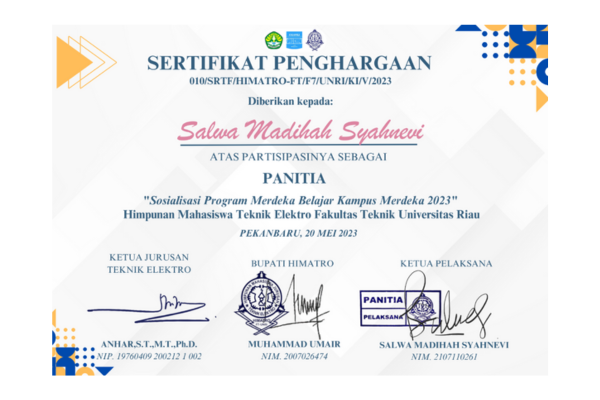 SERTIFIKAT PENGHARGAAN
010/SRTF/HIMATRO-FT/F7/UNRI/KI/V/2023
Diberikan kepada:
Salwa Madihah Syahnevi
ATAS PARTISIPASINYA SEBAGAI
PANITIA
"Sosialisasi Program Merdeka Belajar Kampus Merdeka 2023"
Himpunan Mahasiswa Teknik Elektro Fakultas Teknik Universitas Riau
PEKANBARU, 20 MEI 2023
KETUA JURUSAN
TEKNIK ELEKTRO
BUPATI HIMATRO
KETUA PELAKSANA
PANITIA
PELAKSANA
ANHAR,S.T.,M.T.,Ph.D.
NIP. 19760409 200212 1 002
MUHAMMAD UMAIR
NIM. 2007026474
SALWA MADIHAH SYAHNEVI
NIM. 2107110261